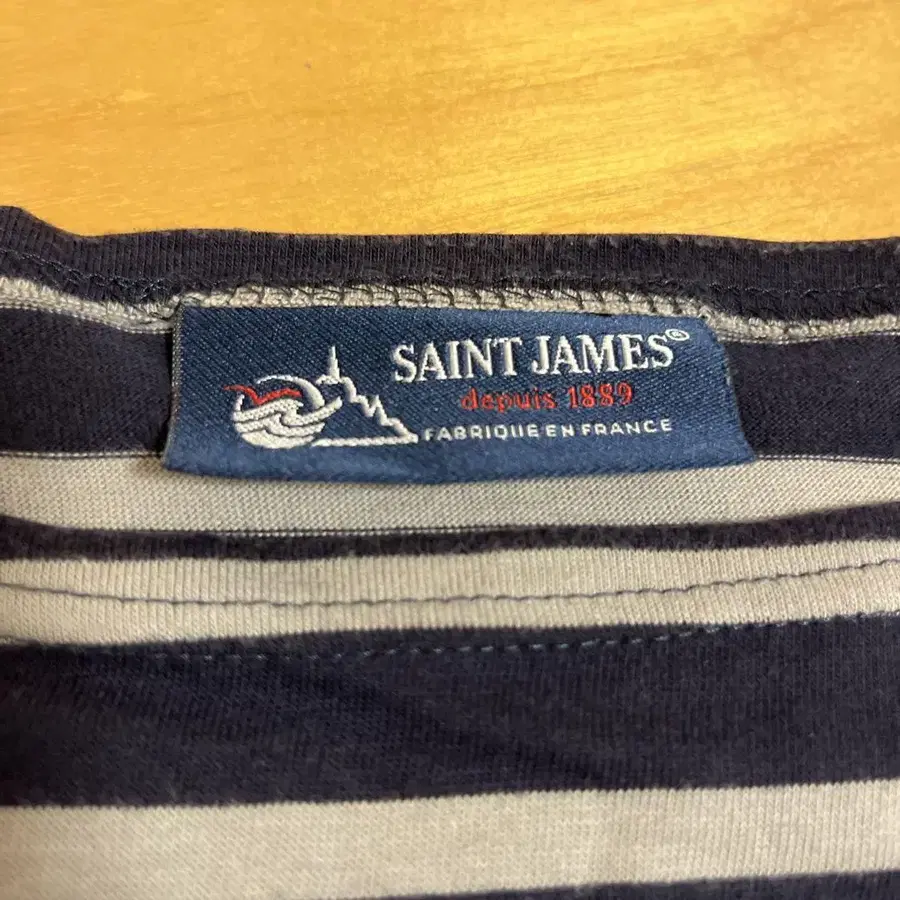 SAINT JAMES©
depuis 1889
FABRIQUE EN FRANCE